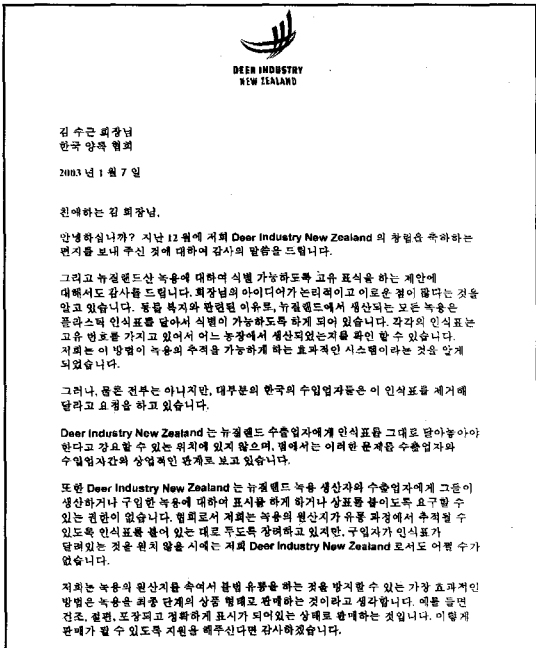 DEER INDUSTRY
NEW ZEALAND
김 수근 회장님
한국 양록 협회
2003 년 1 월 7 일
친애하는 김 회장님,
안녕하십니까? 지난 12 월에 저희 Deer Industry New Zealand 의 창립을 축하하는
편지를 보내 주신 것에 대하여 감사의 말씀을 드립니다.
그리고 뉴질랜드산 녹용에 대하여 식별 가능하도록 고유 표식을 하는 제안에
대해서도 감사를 드립니다. 회장님의 아이디어가 논리적이고 이로운 점이 많다는 것을
알고 있습니다. 동물 복지와 관련된 이유로, 뉴질랜드에서 생산되는 모든 녹용은
플라스틱 인식표를 달아서 식별이 가능하도록 하게 되어 있습니다. 각각의 인식표는
고유 번호를 가지고 있어서 어느 농장에서 생산되었는지를 확인 할 수 있습니다.
저희는 이 방법이 녹용의 추적을 가능하게 하는 효과적인 시스템이라는 것을 알게
되었습니다.
그러나, 물론 전부는 아니지만, 대부분의 한국의 수입업자들은 이 인식표를 제거해
달라고 요청을 하고 있습니다.
Deer Industry New Zealand 는 뉴질랜드 수출업자에게 인식표를 그대로 달아놓아야
한다고 강요할 수 있는 위치에 있지 않으며, 법에서는 이러한 문제를 수출업자와
수입업자간의 상업적인 관계로 보고 있습니다.
또한 Deer Industry New Zealand 는 뉴질랜드 녹용 생산자와 수출업자에게 그들이
생산하거나 구입한 녹용에 대하여 표시를 하게 하거나 상표를 붙이도록 요구할 수
있는 권한이 없습니다. 협회로서 저희는 녹용의 원산지가 유통 과정에서 추적될 수
있도록 인식표를 붙어 있는 대로 두도록 장려하고 있지만, 구입자가 인식표가
달려있는 것을 원치 않을 시에는 저희 Deer Industry New Zealand 로서도 어쩔 수가
없습니다.
저희는 녹용의 원산지를 속여서 불법 유통을 하는 것을 방지할 수 있는 가장 효과적인
방법은 녹용을 최종 단계의 상품 형태로 판매하는 것이라고 생각합니다. 예를 들면
건조, 절편, 포장되고 정확하게 표시가 되어있는 상태로 판매하는 것입니다. 이렇게
판매가 될 수 있도록 지원을 해주신다면 감사하겠습니다.